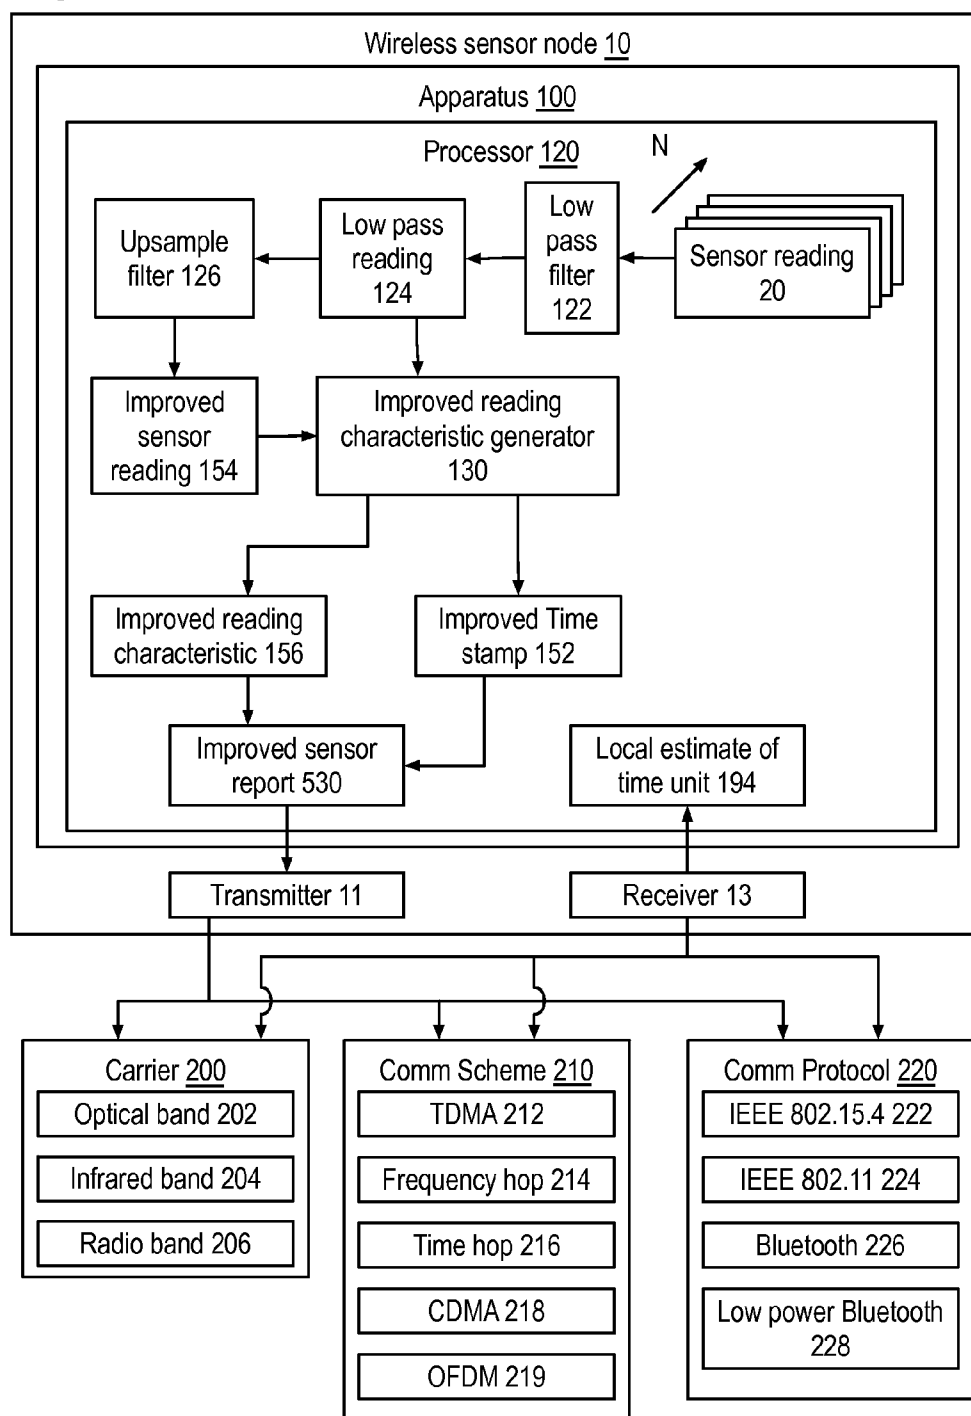 Wireless sensor node 10
Apparatus 100
Processor 120
N
Upsample
filter 126
Low pass
reading
124
Low
pass
filter
122
Sensor reading
20
Improved
sensor
reading 154
Improved reading
characteristic generator
130
Improved reading
characteristic 156
Improved Time
stamp 152
Improved sensor
report 530
Local estimate of
time unit 194
Transmitter 11
Receiver 13
Carrier 200
Optical band 202
Infrared band 204
Radio band 206
Comm Scheme 210
TDMA 212
Frequency hop 214
Time hop 216
CDMA 218
OFDM 219
Comm Protocol 220
IEEE 802.15.4 222
IEEE 802.11 224
Bluetooth 226
Low power Bluetooth
228